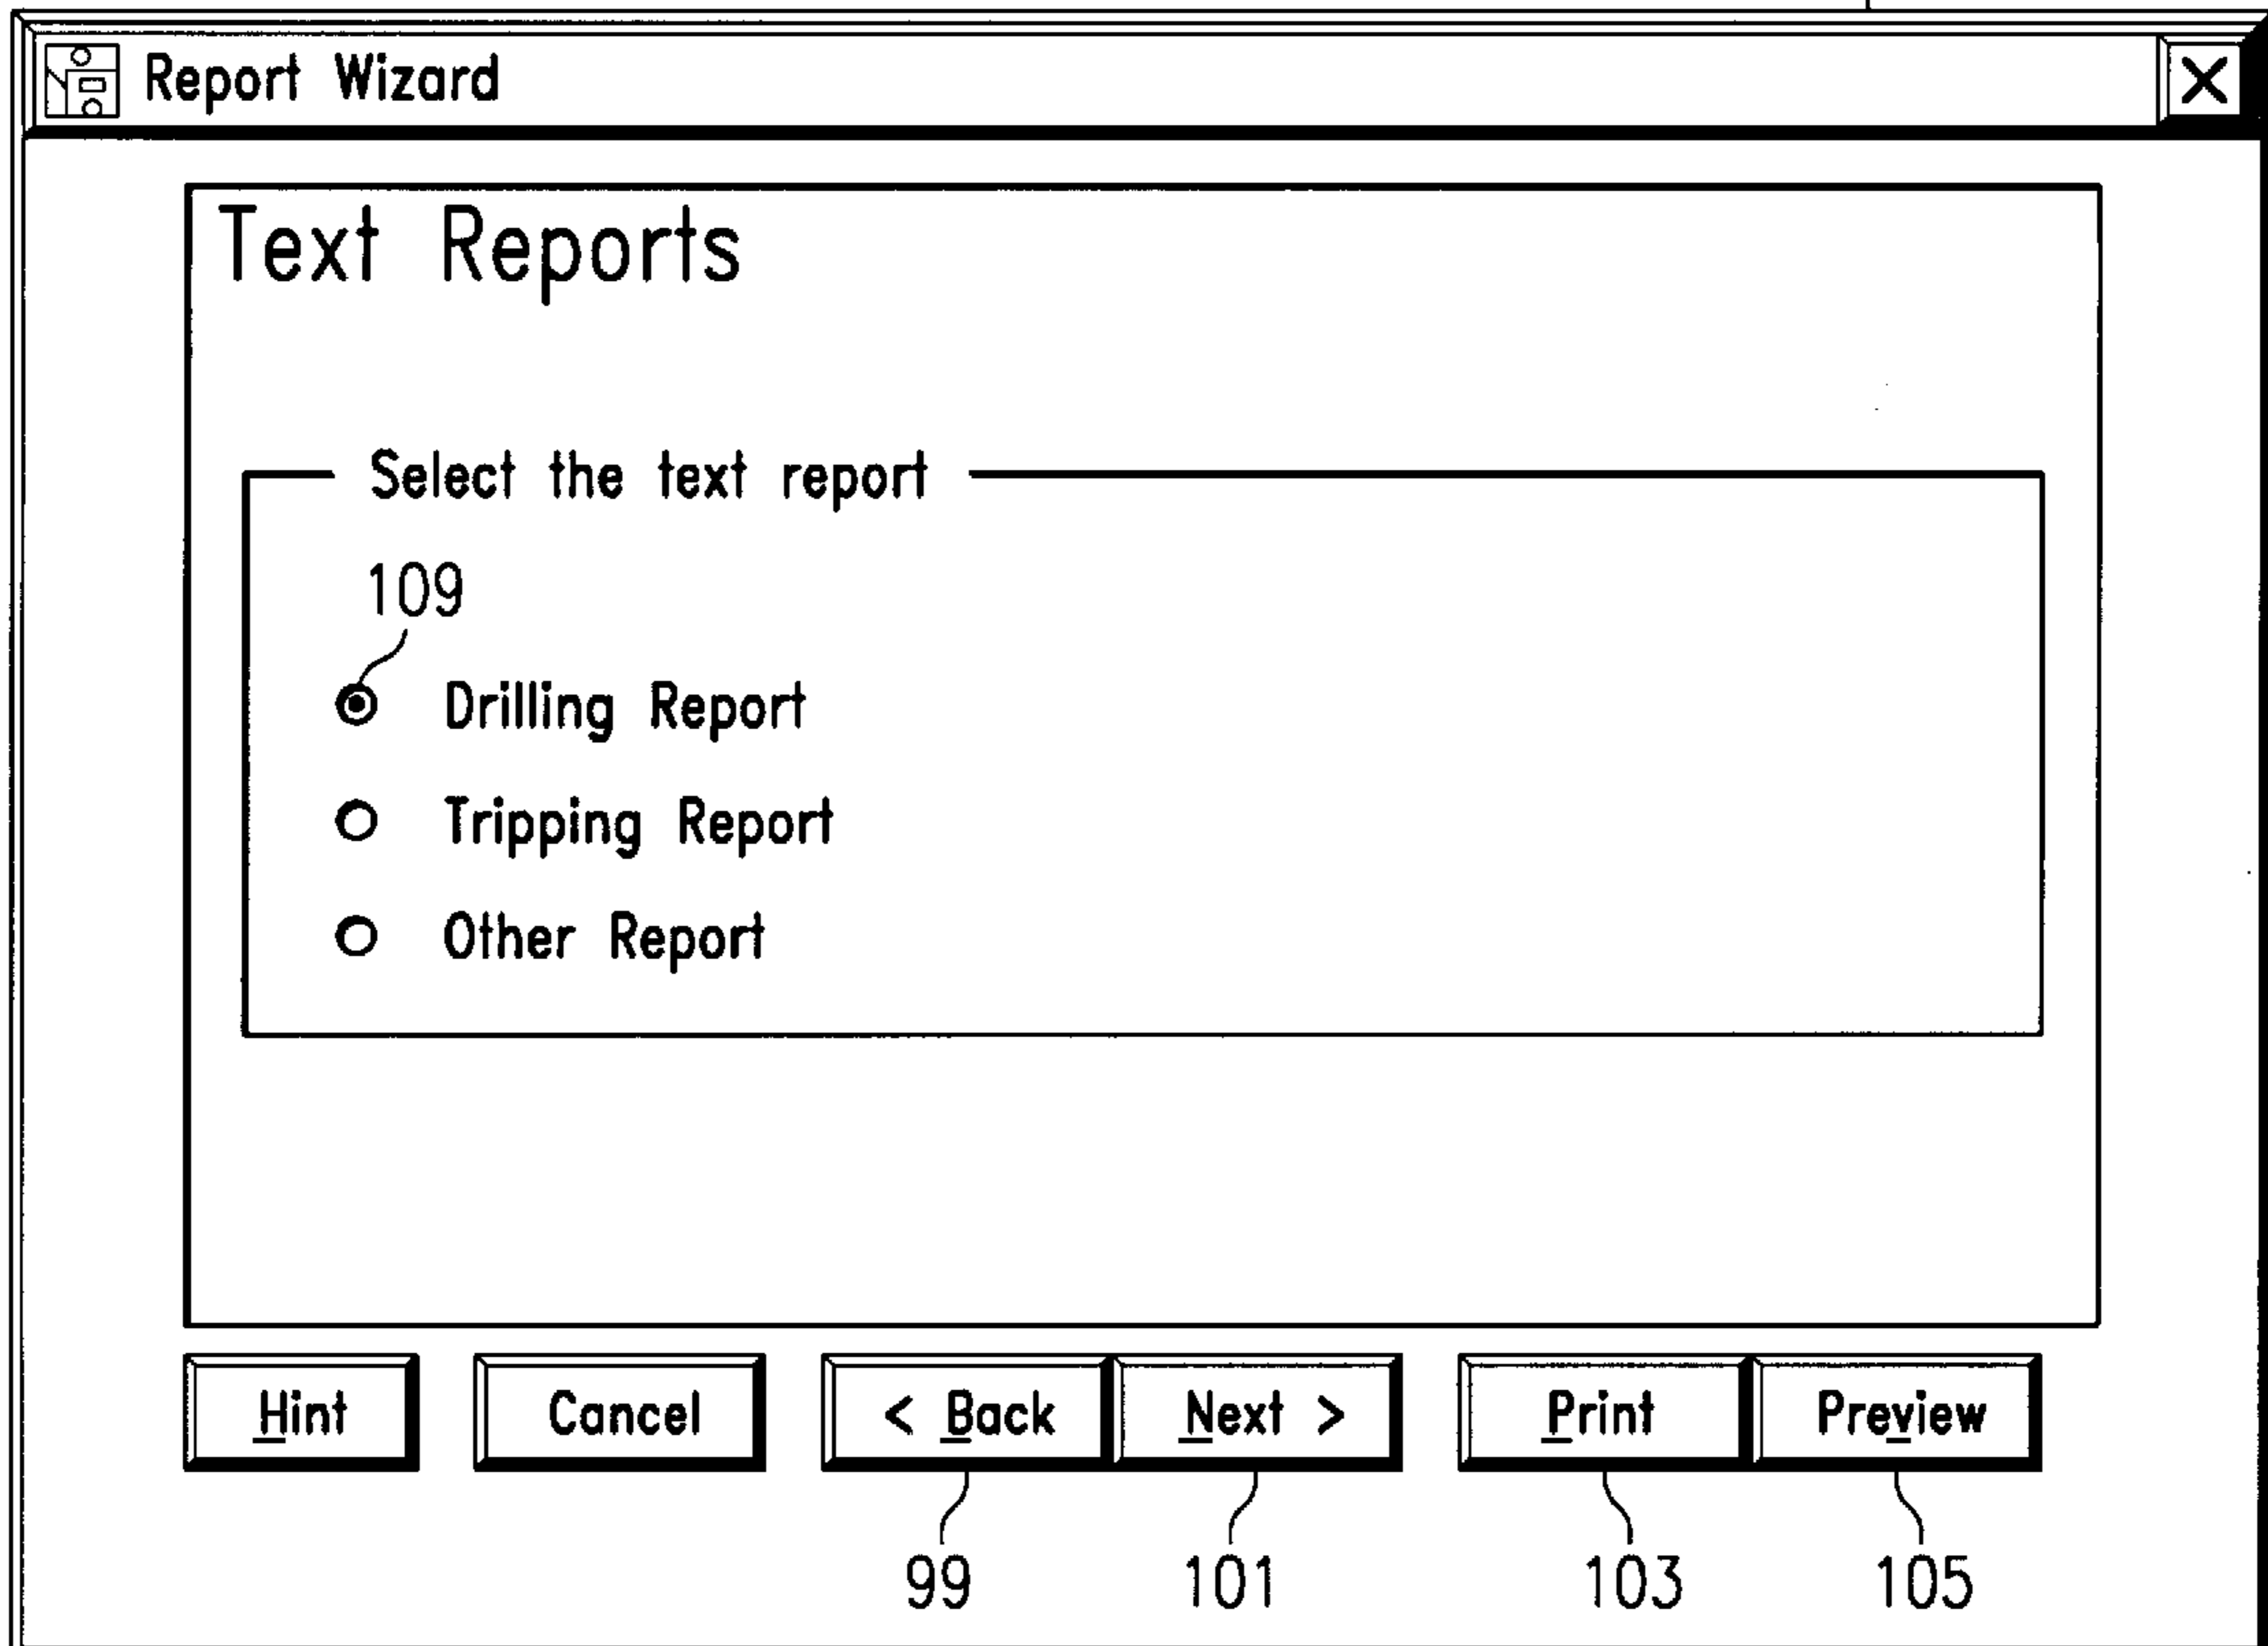 Report Wizard X
Text Reports
Select the text report
109
Drilling Report
Tripping Report
Other Report
Hint Cancel < Back Next > Print Preview
99 101 103 105